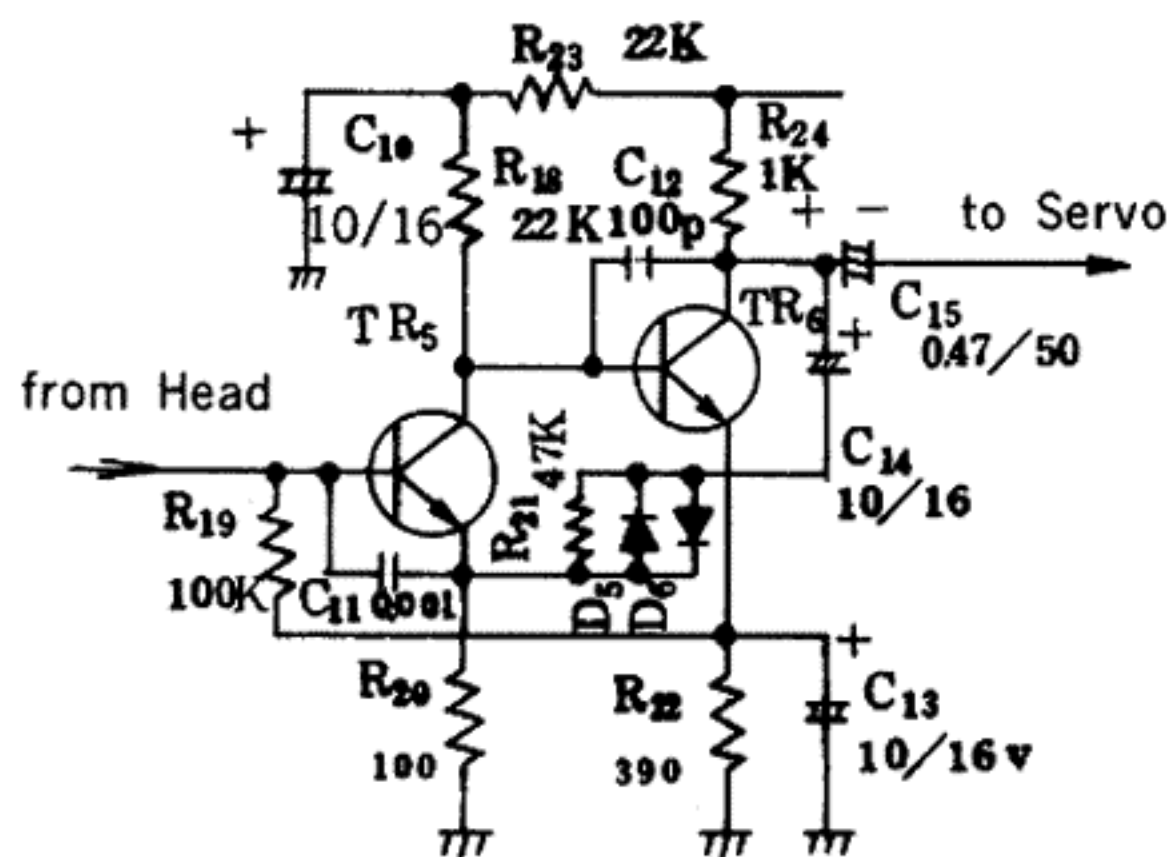 R23 22K
+ C10
10/16
R18
22K
C12
100p
R24
1K
+ - to Servo
TR5
TR6
C15
0.47/50
+
from Head
R19
100K
C11 0.001
R21 47K
D5
D6
C14
10/16
R20
100
R22
390
+
C13
10/16v